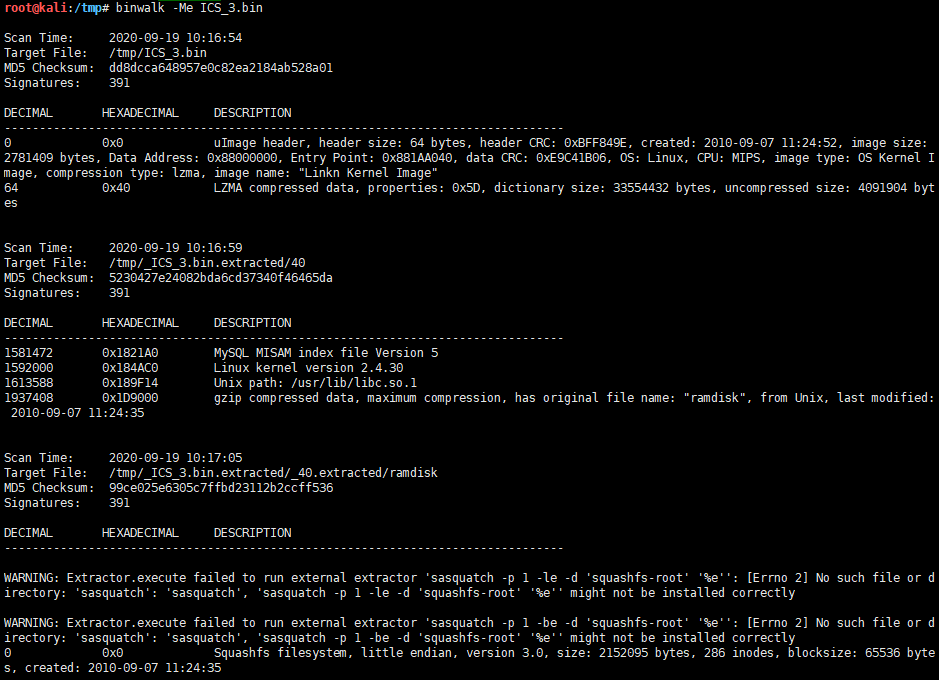 root@kali:/tmp# binwalk -Me ICS_3.bin
Scan Time:     2020-09-19 10:16:54
Target File:   /tmp/ICS_3.bin
MD5 Checksum:  dd8dcca648957e0c82ea2184ab528a01
Signatures:    391
DECIMAL       HEXADECIMAL     DESCRIPTION
--------------------------------------------------------------------------------
0             0x0             uImage header, header size: 64 bytes, header CRC: 0xBFF849E, created: 2010-09-07 11:24:52, image size:
2781409 bytes, Data Address: 0x88000000, Entry Point: 0x881AA040, data CRC: 0xE9C41B06, OS: Linux, CPU: MIPS, image type: OS Kernel I
mage, compression type: lzma, image name: "Linkn Kernel Image"
64            0x40            LZMA compressed data, properties: 0x5D, dictionary size: 33554432 bytes, uncompressed size: 4091904 byt
es
Scan Time:     2020-09-19 10:16:59
Target File:   /tmp/_ICS_3.bin.extracted/40
MD5 Checksum:  5230427e24082bda6cd37340f46465da
Signatures:    391
DECIMAL       HEXADECIMAL     DESCRIPTION
--------------------------------------------------------------------------------
1581472       0x1821A0        MySQL MISAM index file Version 5
1592000       0x184AC0        Linux kernel version 2.4.30
1613588       0x189F14        Unix path: /usr/lib/libc.so.1
1937408       0x1D9000        gzip compressed data, maximum compression, has original file name: "ramdisk", from Unix, last modified:
 2010-09-07 11:24:35
Scan Time:     2020-09-19 10:17:05
Target File:   /tmp/_ICS_3.bin.extracted/_40.extracted/ramdisk
MD5 Checksum:  99ce025e6305c7ffbd23112b2ccff536
Signatures:    391
DECIMAL       HEXADECIMAL     DESCRIPTION
--------------------------------------------------------------------------------
WARNING: Extractor.execute failed to run external extractor 'sasquatch -p 1 -le -d 'squashfs-root' '%e'': [Errno 2] No such file or d
irectory: 'sasquatch': 'sasquatch', 'sasquatch -p 1 -le -d 'squashfs-root' '%e'' might not be installed correctly
WARNING: Extractor.execute failed to run external extractor 'sasquatch -p 1 -be -d 'squashfs-root' '%e'': [Errno 2] No such file or d
irectory: 'sasquatch': 'sasquatch', 'sasquatch -p 1 -be -d 'squashfs-root' '%e'' might not be installed correctly
0             0x0             Squashfs filesystem, little endian, version 3.0, size: 2152095 bytes, 286 inodes, blocksize: 65536 byte
s, created: 2010-09-07 11:24:35